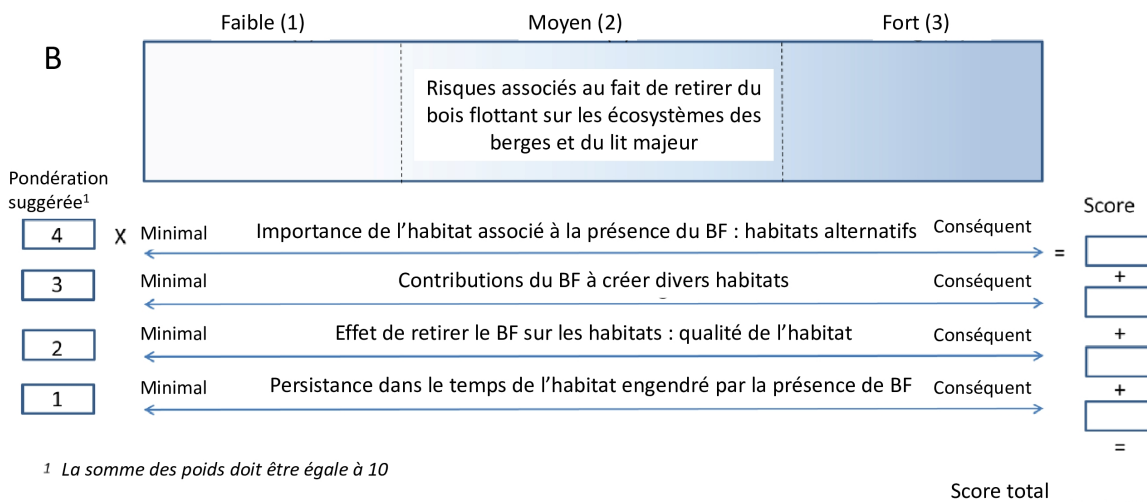 Faible (1) Moyen (2) Fort (3)
B
Risques associés au fait de retirer du
bois flottant sur les écosystèmes des
berges et du lit majeur
Pondération
suggérée1
Score
4 X Minimal Importance de l'habitat associé à la présence du BF : habitats alternatifs Conséquent =
+
3 Minimal Contributions du BF à créer divers habitats Conséquent
+
2 Minimal Effet de retirer le BF sur les habitats : qualité de l'habitat Conséquent
+
1 Minimal Persistance dans le temps de l'habitat engendré par la présence de BF Conséquent
=
1 La somme des poids doit être égale à 10
Score total